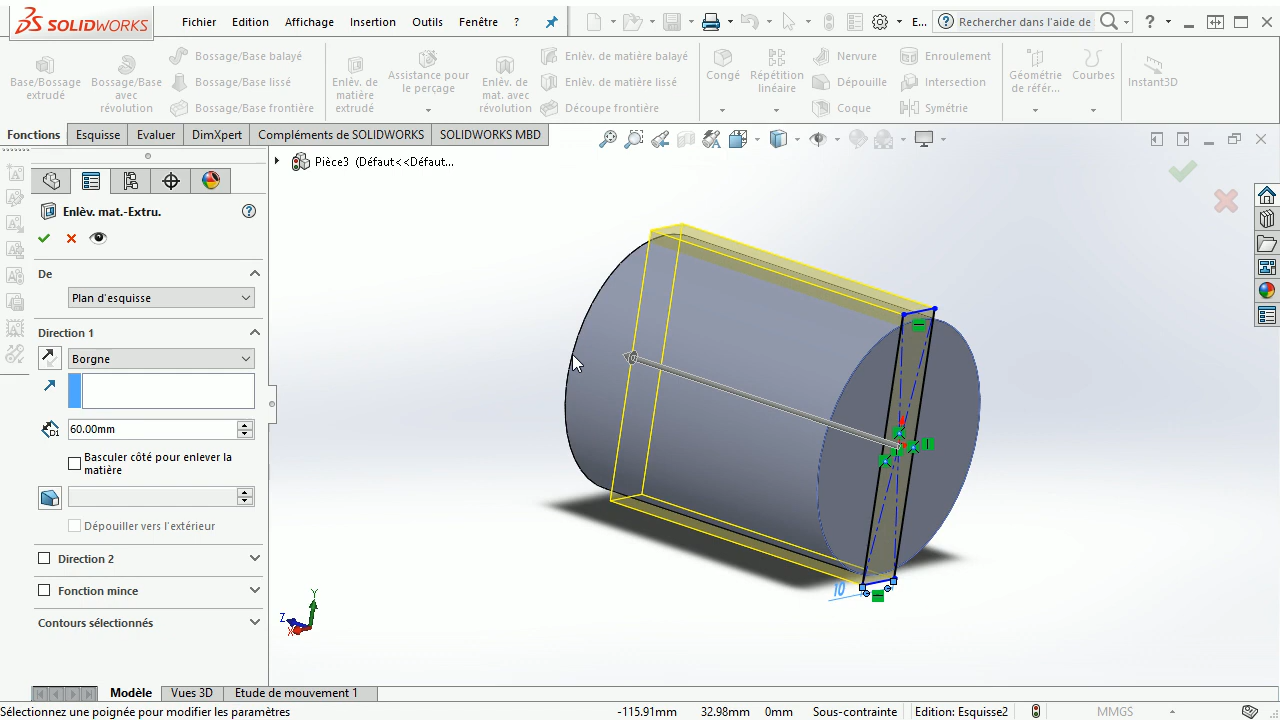 SOLIDWORKS
Fichier Edition Affichage Insertion Outils Fenêtre ?
E... Rechercher dans l'aide de
Base/Bossage extrudé
Bossage/Base avec révolution
Bossage/Base balayé
Bossage/Base lissé
Bossage/Base frontière
Enlèv. de matière extrudé
Assistance pour le perçage
Enlèv. de mat. avec révolution
Enlèv. de matière balayé
Enlèv. de matière lissé
Découpe frontière
Congé
Répétition linéaire
Nervure
Dépouille
Coque
Enroulement
Intersection
Symétrie
Géométrie de référ...
Courbes
Instant3D
Fonctions Esquisse Evaluer DimXpert Compléments de SOLIDWORKS SOLIDWORKS MBD
Pièce3 (Défaut<<Défaut...
Enlèv. mat.-Extru.
De
Plan d'esquisse
Direction 1
Borgne
60.00mm
Basculer côté pour enlever la
matière
Dépouiller vers l'extérieur
Direction 2
Fonction mince
Contours sélectionnés
10
Y
Z
X
Modèle Vues 3D Etude de mouvement 1
Sélectionnez une poignée pour modifier les paramètres -115.91mm 32.98mm 0mm Sous-contrainte Edition: Esquisse2 MMGS